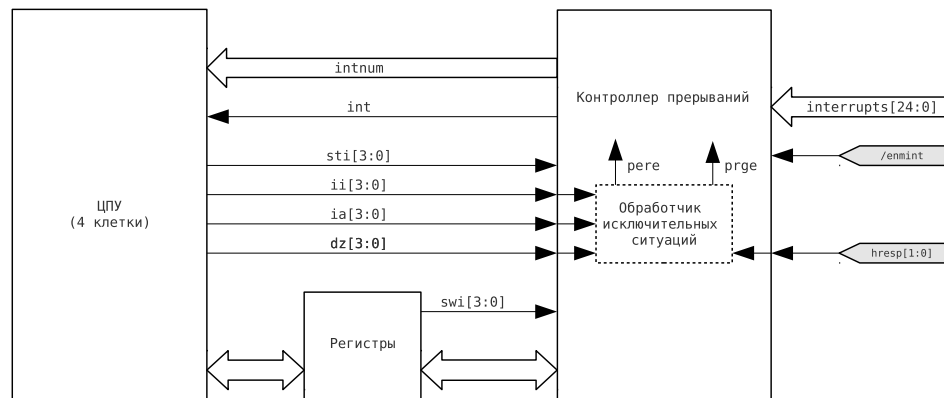 intnum
int
Контроллер прерываний
interrupts[24:0]
sti[3:0]
pere
prge
/enmint
ii[3:0]
ia[3:0]
dz[3:0]
ЦПУ
(4 клетки)
Обработчик
исключительных
ситуаций
hresp[1:0]
swi[3:0]
Регистры